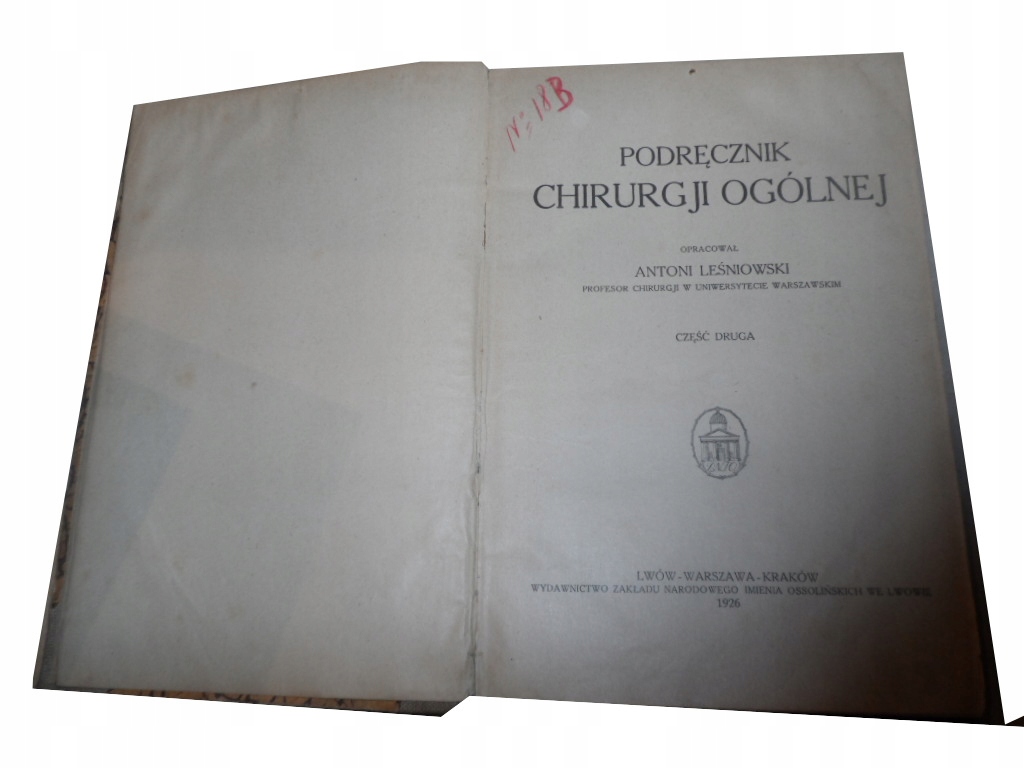 № 18B
PODRĘCZNIK
CHIRURGJI OGÓLNEJ
OPRACOWAŁ
ANTONI LEŚNIOWSKI
PROFESOR CHIRURGJI W UNIWERSYTECIE WARSZAWSKIM
CZĘŚĆ DRUGA
LWÓW-WARSZAWA-KRAKÓW
WYDAWNICTWO ZAKŁADU NARODOWEGO IMIENIA OSSOLIŃSKICH WE LWOWIE
1926